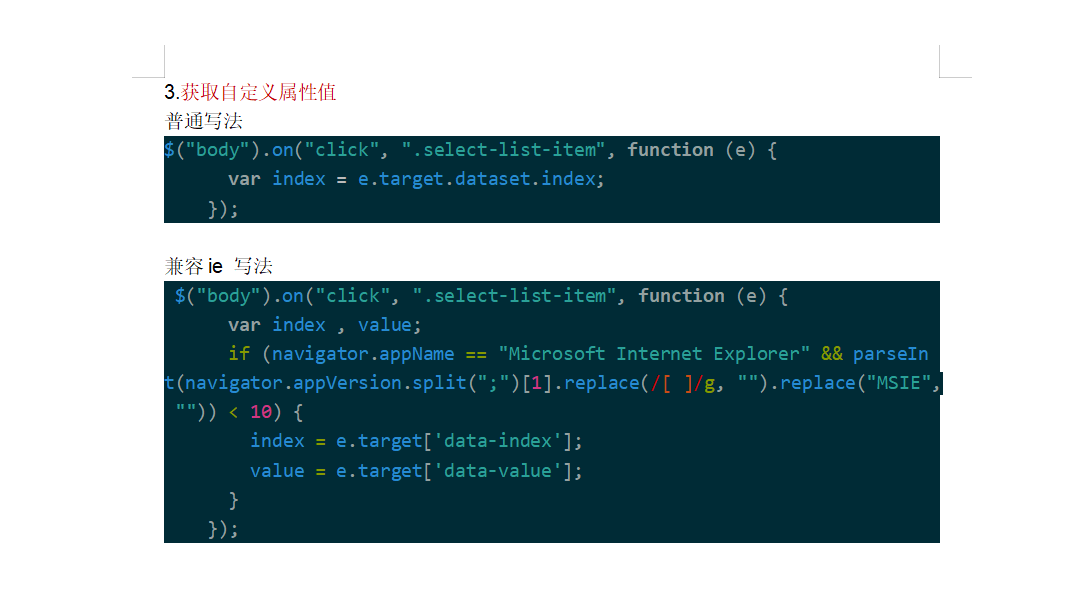 3.获取自定义属性值
普通写法
$("body").on("click", ".select-list-item", function (e) {
var index = e.target.dataset.index;
});
兼容 ie 写法
$("body").on("click", ".select-list-item", function (e) {
var index , value;
if (navigator.appName == "Microsoft Internet Explorer" && parseIn
t(navigator.appVersion.split(";")[1].replace(/[ ]/g, "").replace("MSIE",
"")) < 10) {
index = e.target['data-index'];
value = e.target['data-value'];
}
});